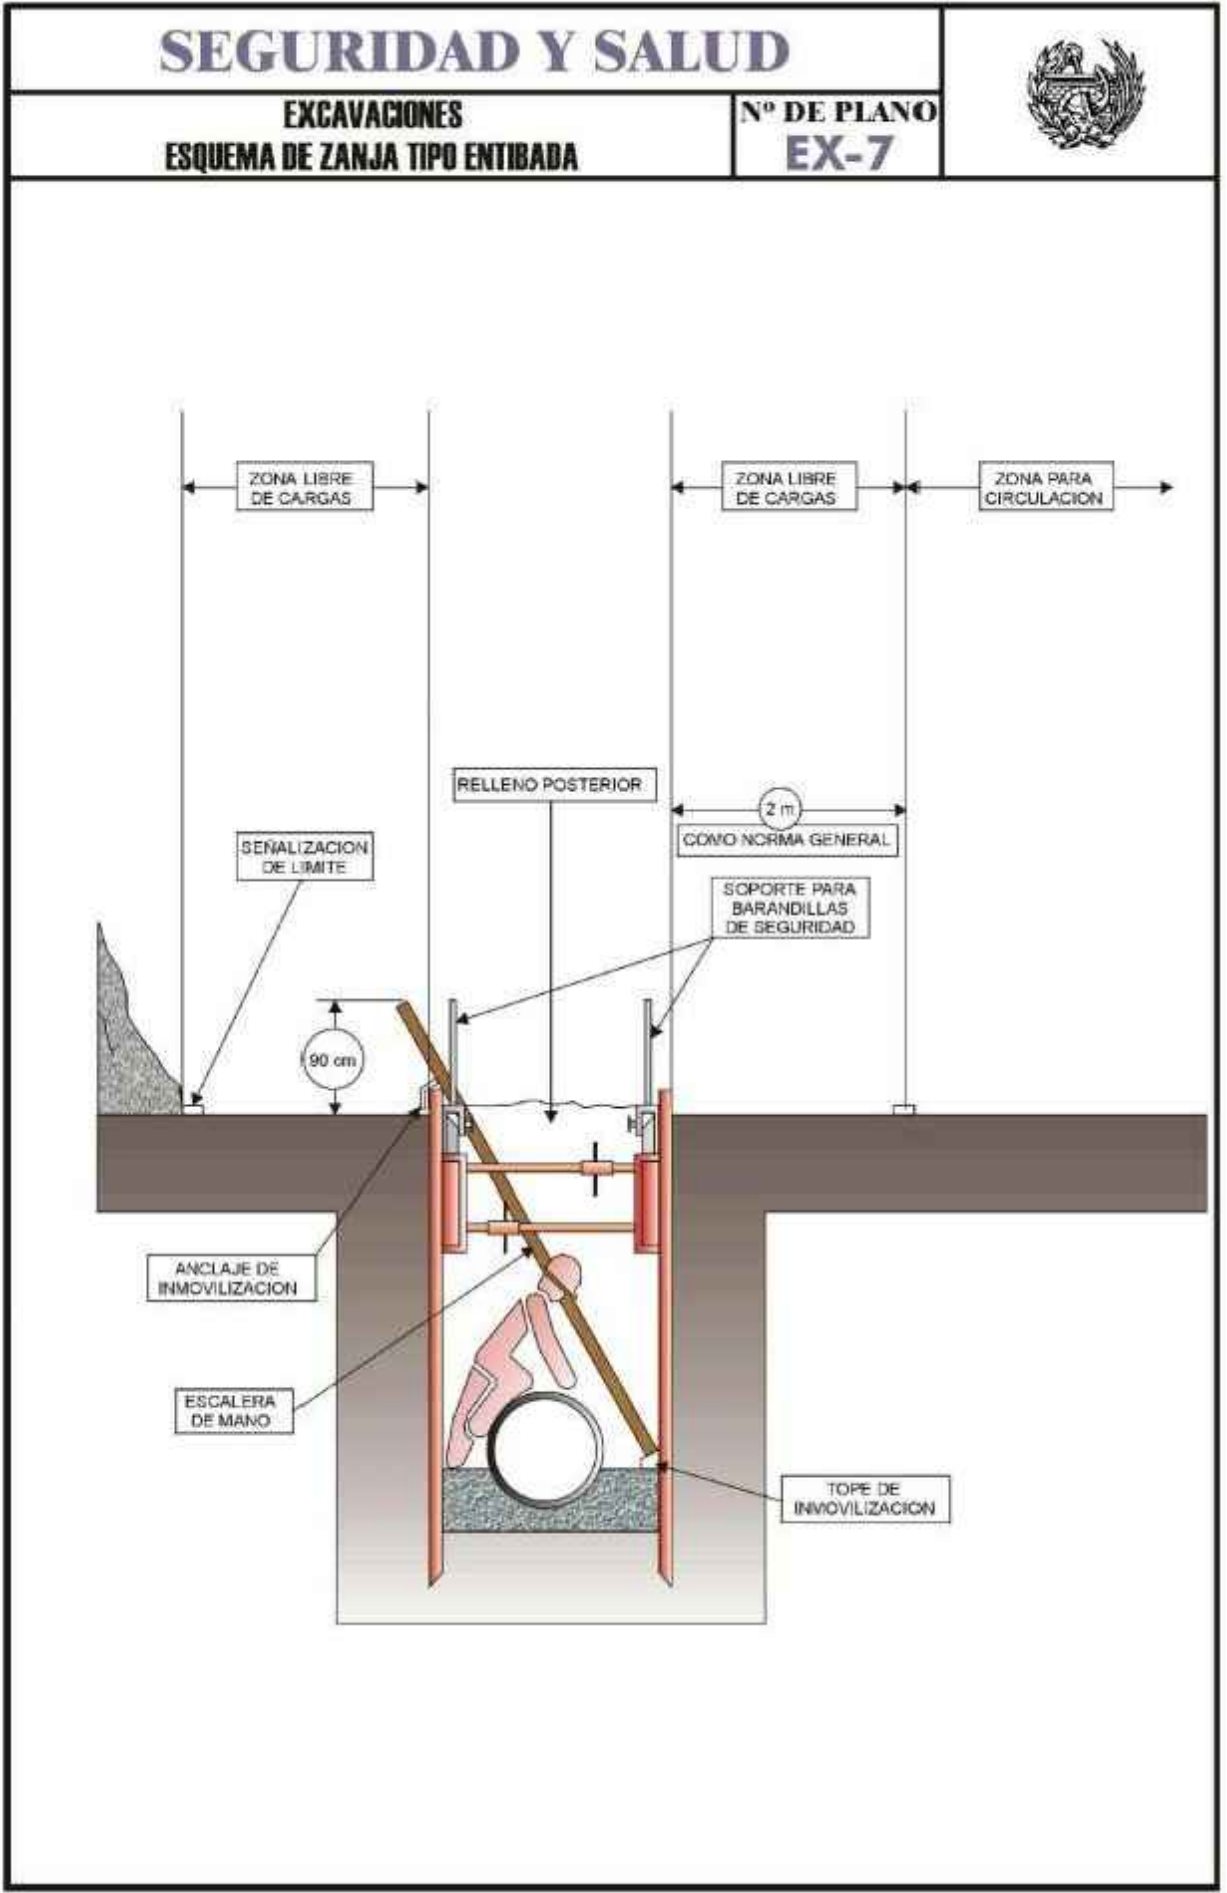 SEGURIDAD Y SALUD
EXCAVACIONES
ESQUEMA DE ZANJA TIPO ENTIBADA
Nº DE PLANO
EX-7
ZONA LIBRE
DE CARGAS
ZONA LIBRE
DE CARGAS
ZONA PARA
CIRCULACION
RELLENO POSTERIOR
2 m
COMO NORMA GENERAL
SEÑALIZACION
DE LIMITE
SOPORTE PARA
BARANDILLAS
DE SEGURIDAD
90 cm
ANCLAJE DE
INMOVILIZACION
ESCALERA
DE MANO
TOPE DE
INMOVILIZACION